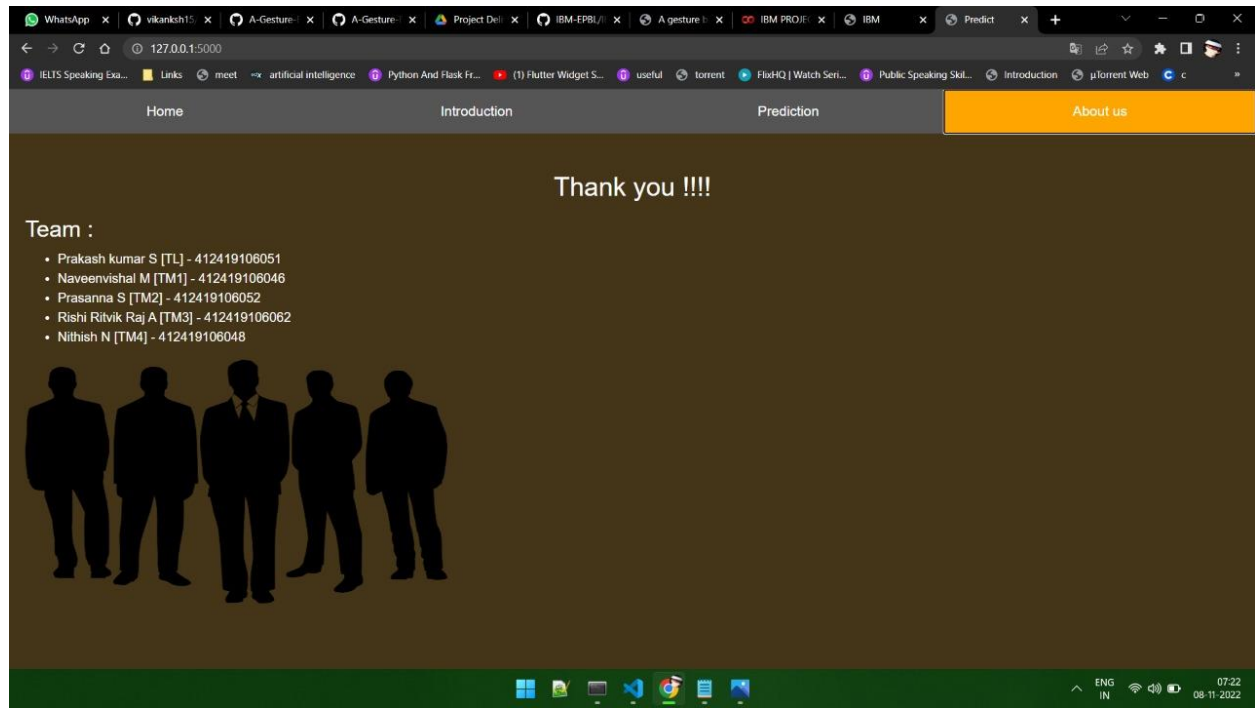 WhatsApp
vikanksh15
A-Gesture-
A-Gesture-
Project Deli
IBM-EPBL/
A gesture b
IBM PROJE
IBM
Predict
127.0.0.1:5000
IELTS Speaking Exa...
Links
meet
artificial intelligence
Python And Flask Fr...
(1) Flutter Widget S...
useful
torrent
FlixHQ | Watch Seri...
Public Speaking Skil...
Introduction
µTorrent Web
c
»
Home
Introduction
Prediction
About us
Thank you !!!!
Team :
• Prakash kumar S [TL] - 412419106051
• Naveenvishal M [TM1] - 412419106046
• Prasanna S [TM2] - 412419106052
• Rishi Ritvik Raj A [TM3] - 412419106062
• Nithish N [TM4] - 412419106048
ENG
IN
07:22
08-11-2022